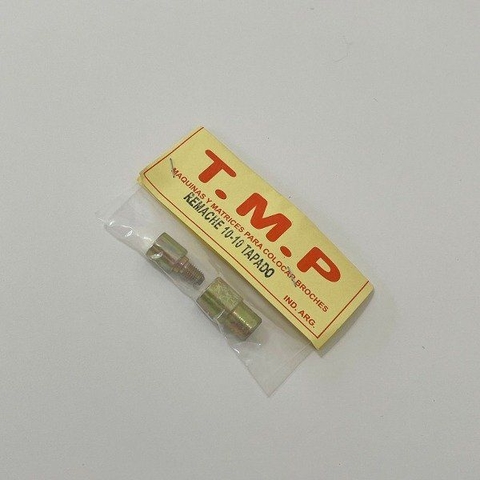 T.M.P
MAQUINAS Y MATRICES PARA COLOCAR BROCHES
REMACHE 10-10 TAPADO
IND. ARG.